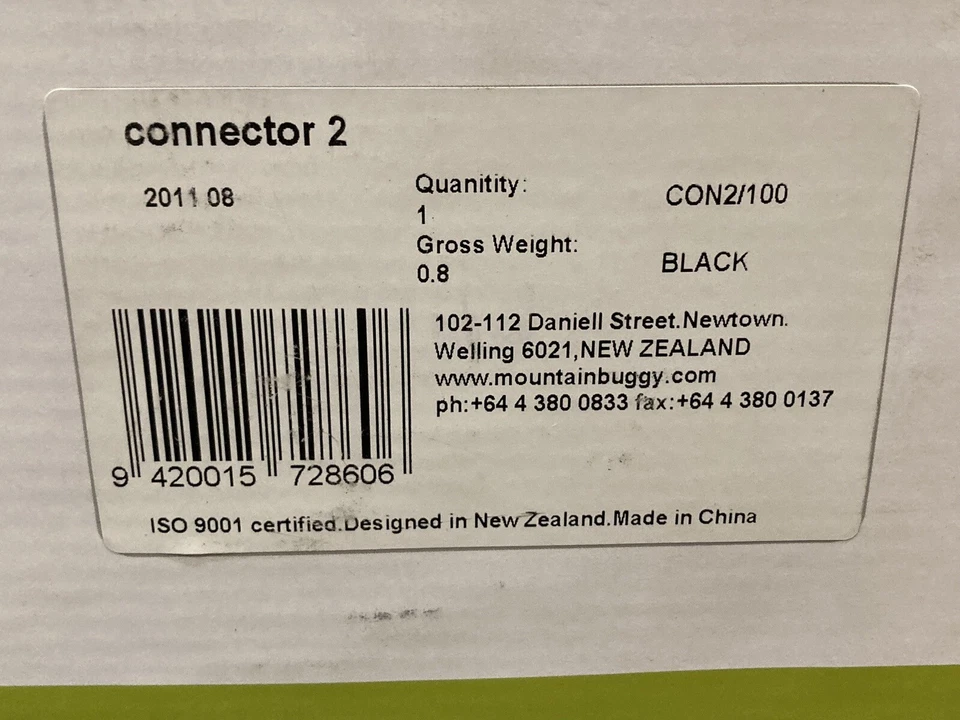 connector 2
2011 08
Quanitity:
1
Gross Weight:
0.8
CON2/100
BLACK
102-112 Daniell Street.Newtown.
Welling 6021,NEW ZEALAND
www.mountainbuggy.com
ph:+64 4 380 0833 fax:+64 4 380 0137
9 420015 728606
ISO 9001 certified.Designed in New Zealand.Made in China